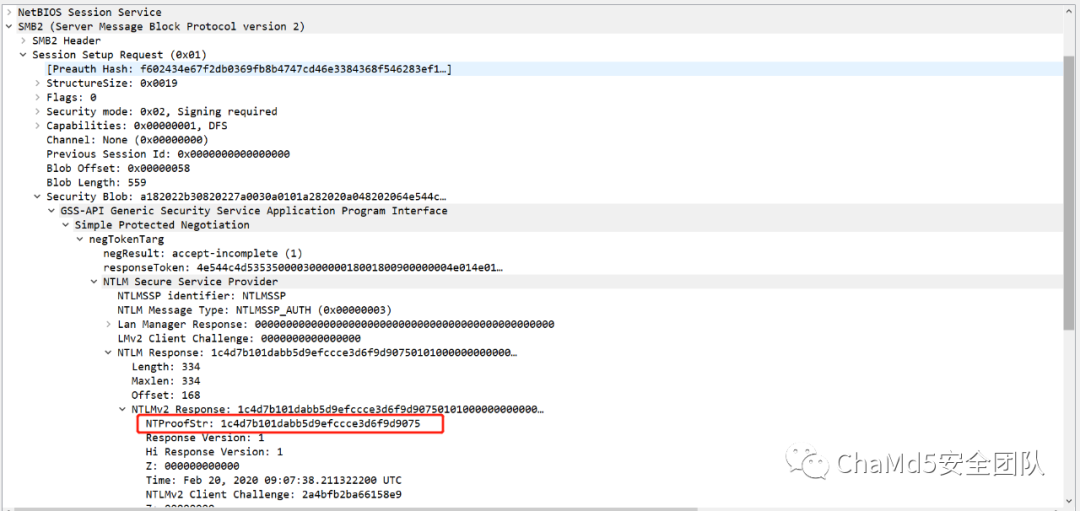 NetBIOS Session Service
SMB2 (Server Message Block Protocol version 2)
SMB2 Header
Session Setup Request (0x01)
[Preauth Hash: f602434e67f2db0369fb8b4747cd46e3384368f546283ef1…]
StructureSize: 0x0019
Flags: 0
Security mode: 0x02, Signing required
Capabilities: 0x00000001, DFS
Channel: None (0x00000000)
Previous Session Id: 0x0000000000000000
Blob Offset: 0x00000058
Blob Length: 559
Security Blob: a182022b30820227a0030a0101a282020a048202064e544c…
GSS-API Generic Security Service Application Program Interface
Simple Protected Negotiation
negTokenTarg
negResult: accept-incomplete (1)
responseToken: 4e544c4d535350000300000018001800900000004e014e01…
NTLM Secure Service Provider
NTLMSSP identifier: NTLMSSP
NTLM Message Type: NTLMSSP_AUTH (0x00000003)
Lan Manager Response: 000000000000000000000000000000000000000000000000
LMv2 Client Challenge: 0000000000000000
NTLM Response: 1c4d7b101dabb5d9efccce3d6f9d90750101000000000000…
Length: 334
Maxlen: 334
Offset: 168
NTLMv2 Response: 1c4d7b101dabb5d9efccce3d6f9d90750101000000000000…
NTProofStr: 1c4d7b101dabb5d9efccce3d6f9d9075
Response Version: 1
Hi Response Version: 1
Z: 000000000000
Time: Feb 20, 2020 09:07:38.211322200 UTC
NTLMv2 Client Challenge: 2a4bfb2ba66158e9
Z: 00000000
ChaMd5安全团队